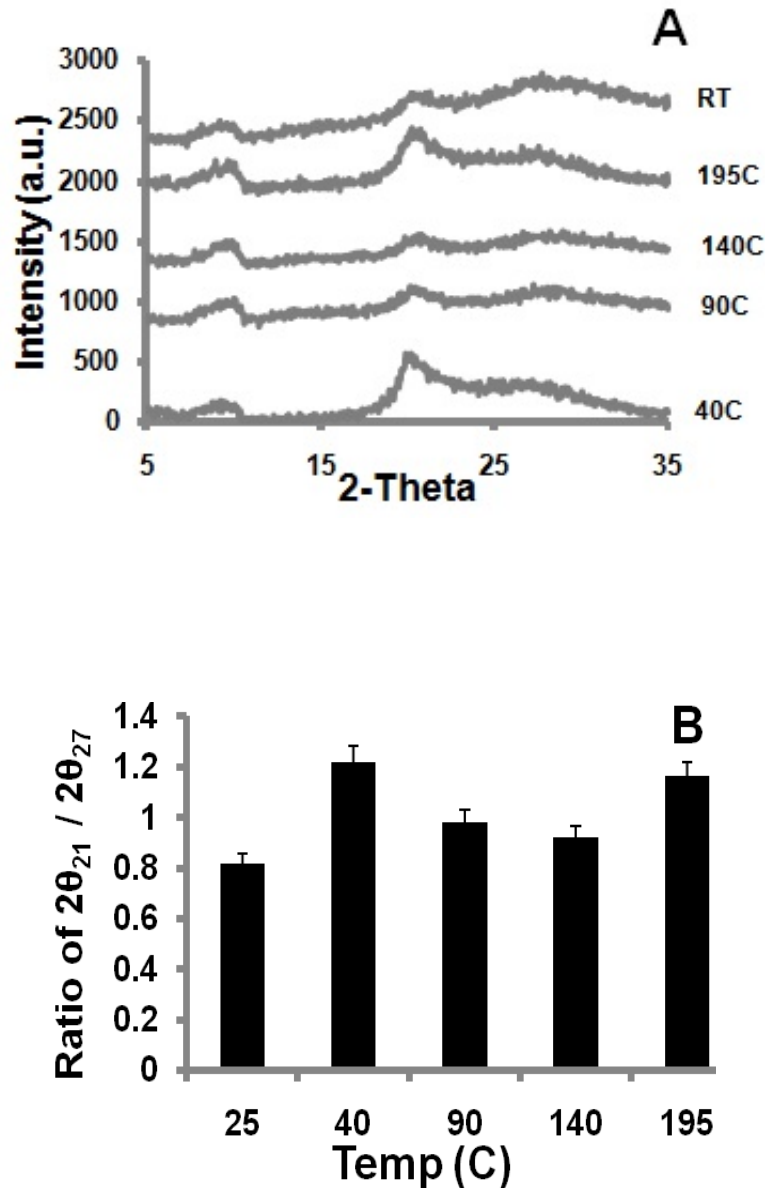 A
Intensity (a.u.)
3000
2500
2000
1500
1000
500
0
RT
195C
140C
90C
40C
5 15 25 35
2-Theta
B
Ratio of 2θ21 / 2θ27
1.4
1.2
1
0.8
0.6
0.4
0.2
0
25 40 90 140 195
Temp (C)